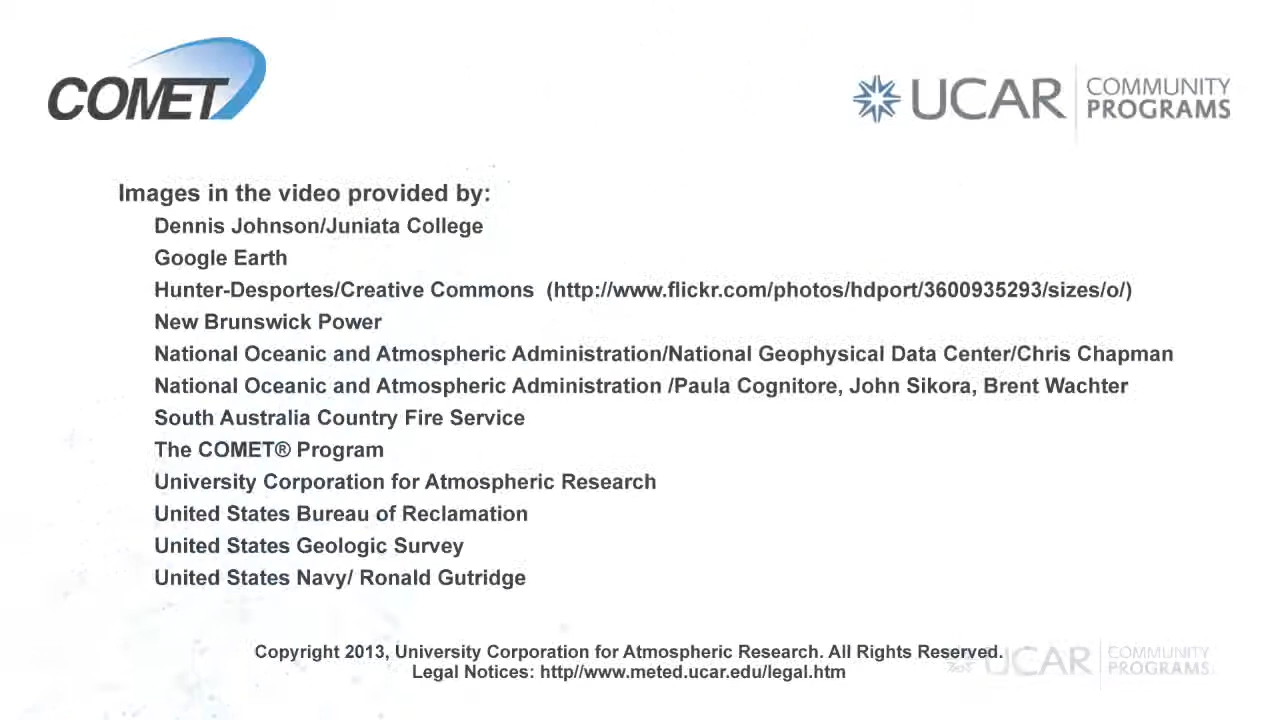 COMET
UCAR COMMUNITY PROGRAMS
Images in the video provided by:
Dennis Johnson/Juniata College
Google Earth
Hunter-Desportes/Creative Commons (http://www.flickr.com/photos/hdport/3600935293/sizes/o/)
New Brunswick Power
National Oceanic and Atmospheric Administration/National Geophysical Data Center/Chris Chapman
National Oceanic and Atmospheric Administration /Paula Cognitore, John Sikora, Brent Wachter
South Australia Country Fire Service
The COMET® Program
University Corporation for Atmospheric Research
United States Bureau of Reclamation
United States Geologic Survey
United States Navy/ Ronald Gutridge
Copyright 2013, University Corporation for Atmospheric Research. All Rights Reserved.
Legal Notices: http//www.meted.ucar.edu/legal.htm
UCAR COMMUNITY PROGRAMS